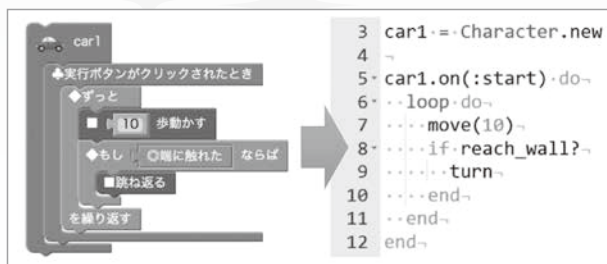 car1
♣実行ボタンがクリックされたとき
◆ずっと
■ 10 歩動かす
◆もし ◎端に触れた ならば
■跳ね返る
を繰り返す
3 car1·=·Character.new
4 ¬
5 car1.on(:start)·do¬
6 ··loop·do¬
7 ····move(10)¬
8 ····if·reach_wall?¬
9 ······turn¬
10 ····end¬
11 ··end¬
12 end¬